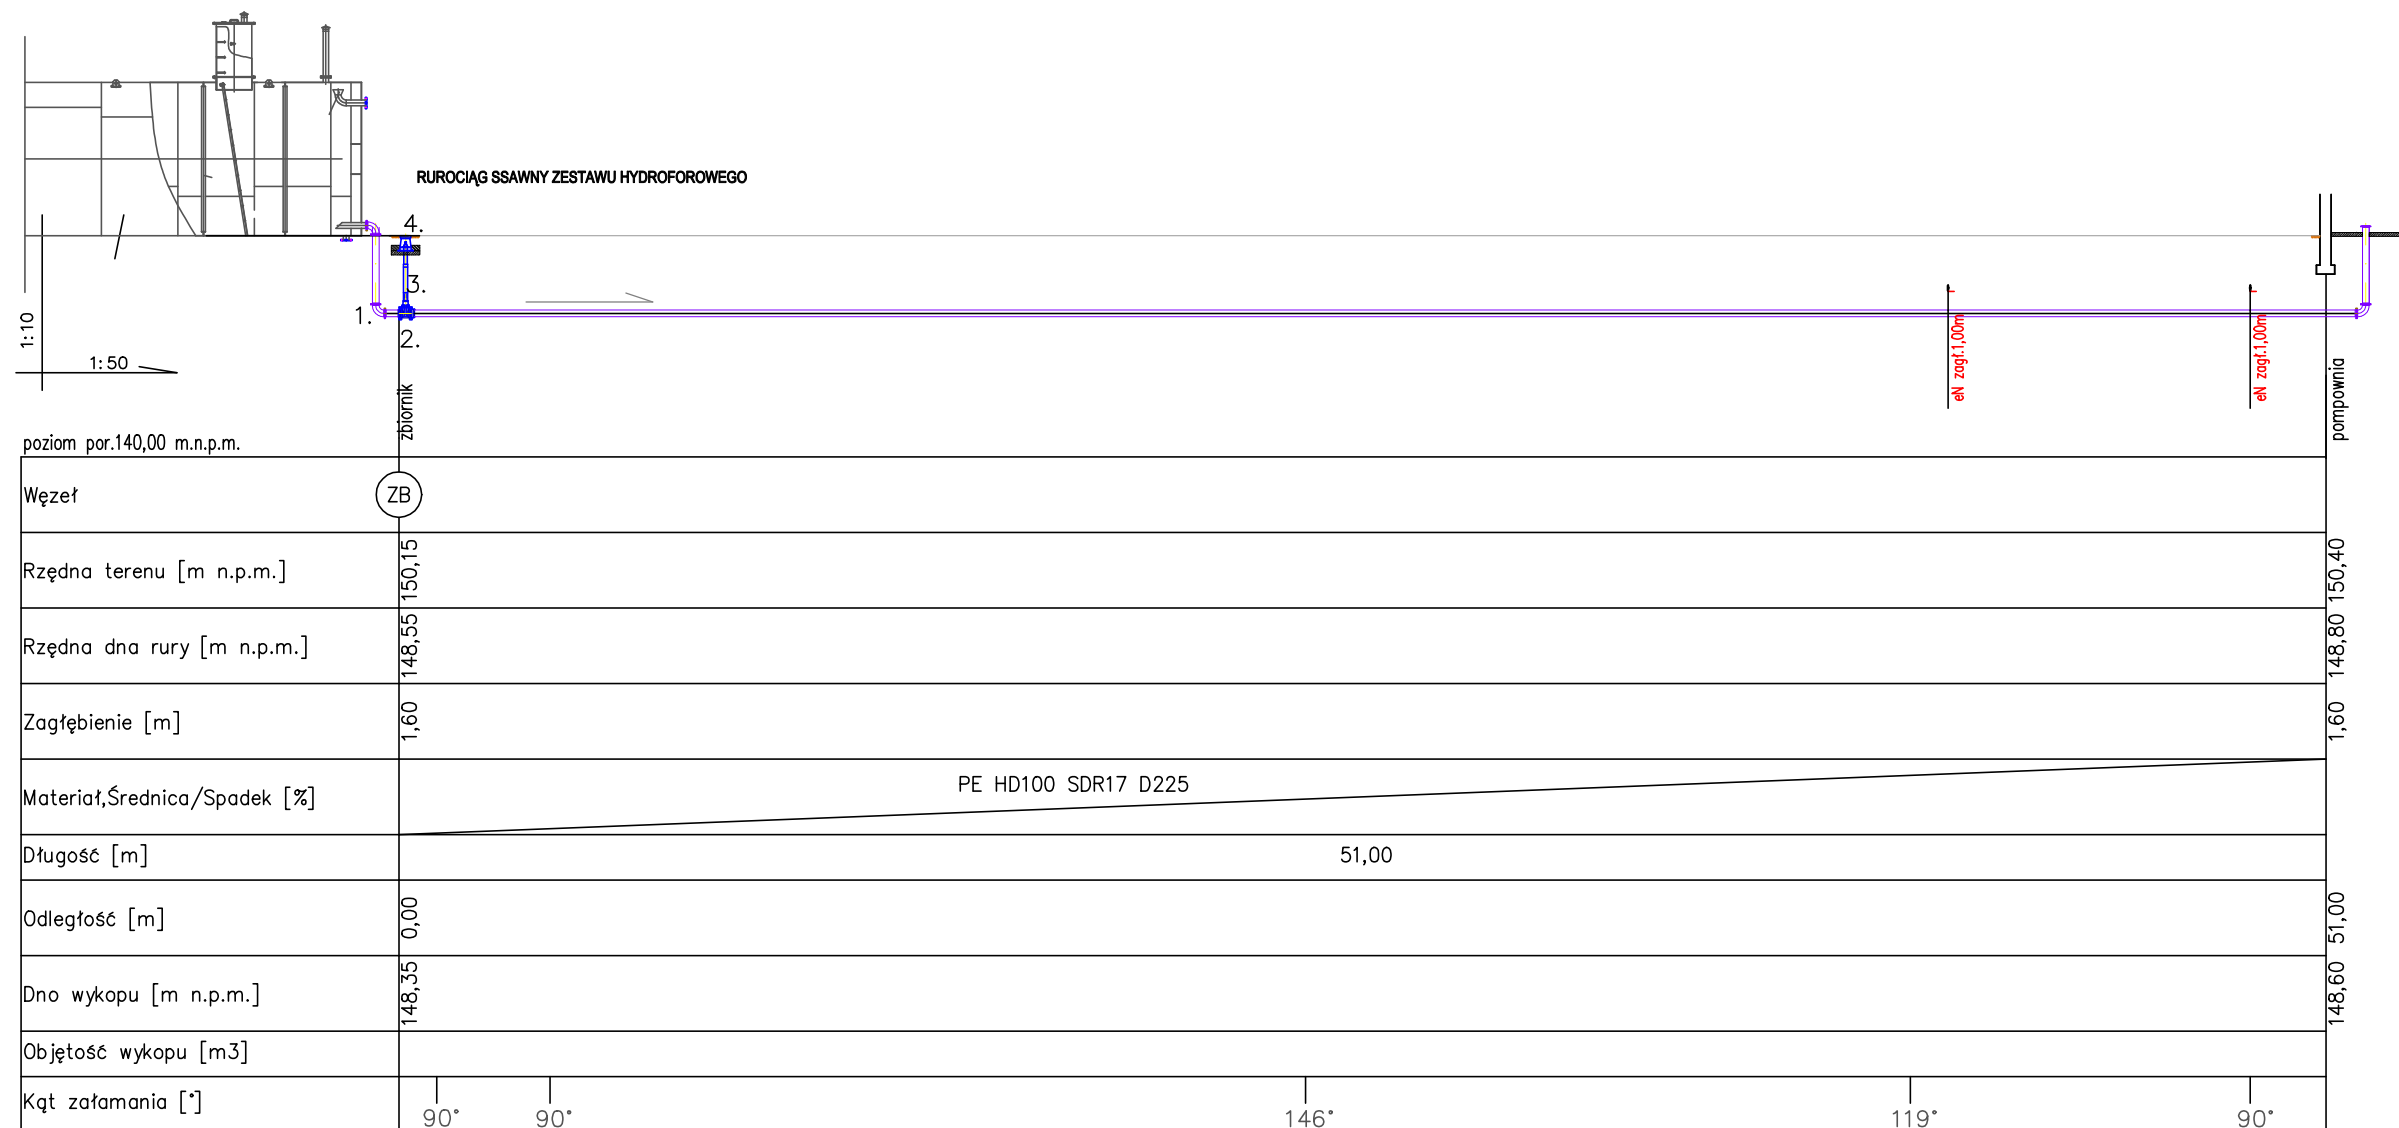 RUROCIĄG SSAWNY ZESTAWU HYDROFOROWEGO
4.
3.
1.
2.
1:10
1:50
zbiornik
eN zagł.1,00m
eN zagł.1,00m
pompownia
poziom por.140,00 m.n.p.m.
Węzeł
ZB
Rzędna terenu [m n.p.m.]
150,15
150,40
Rzędna dna rury [m n.p.m.]
148,55
148,80
Zagłębienie [m]
1,60
1,60
Materiał,Średnica/Spadek [%]
PE HD100 SDR17 D225
Długość [m]
51,00
Odległość [m]
0,00
51,00
Dno wykopu [m n.p.m.]
148,35
148,60
Objętość wykopu [m3]
Kąt załamania [°]
90°
90°
146°
119°
90°